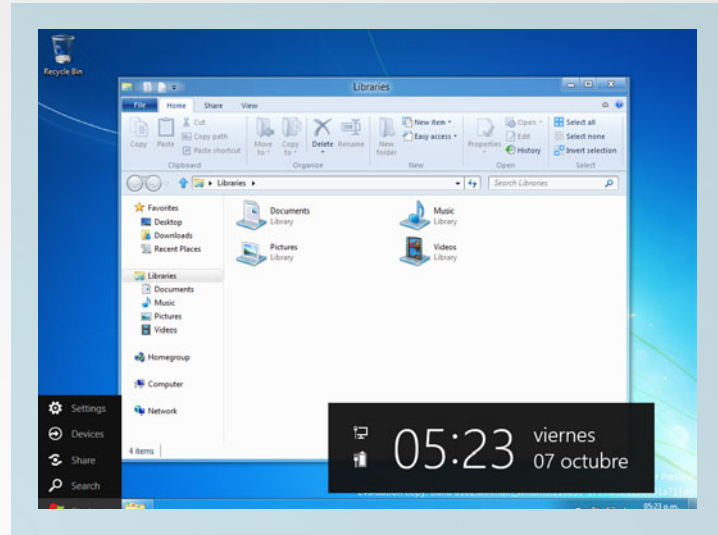 Recycle Bin
Libraries
File Home Share View
Copy
Paste
Cut
Copy path
Paste shortcut
Move to
Copy to
Delete
Rename
New folder
New item
Easy access
Properties
Open
Edit
History
Select all
Select none
Invert selection
Clipboard Organize New Open Select
Libraries
Search Libraries
Favorites
Desktop
Downloads
Recent Places
Libraries
Documents
Music
Pictures
Videos
Homegroup
Computer
Network
Documents
Library
Music
Library
Pictures
Library
Videos
Library
4 items
Settings
Devices
Share
Search
05:23
viernes
07 octubre
05:23 p.m.